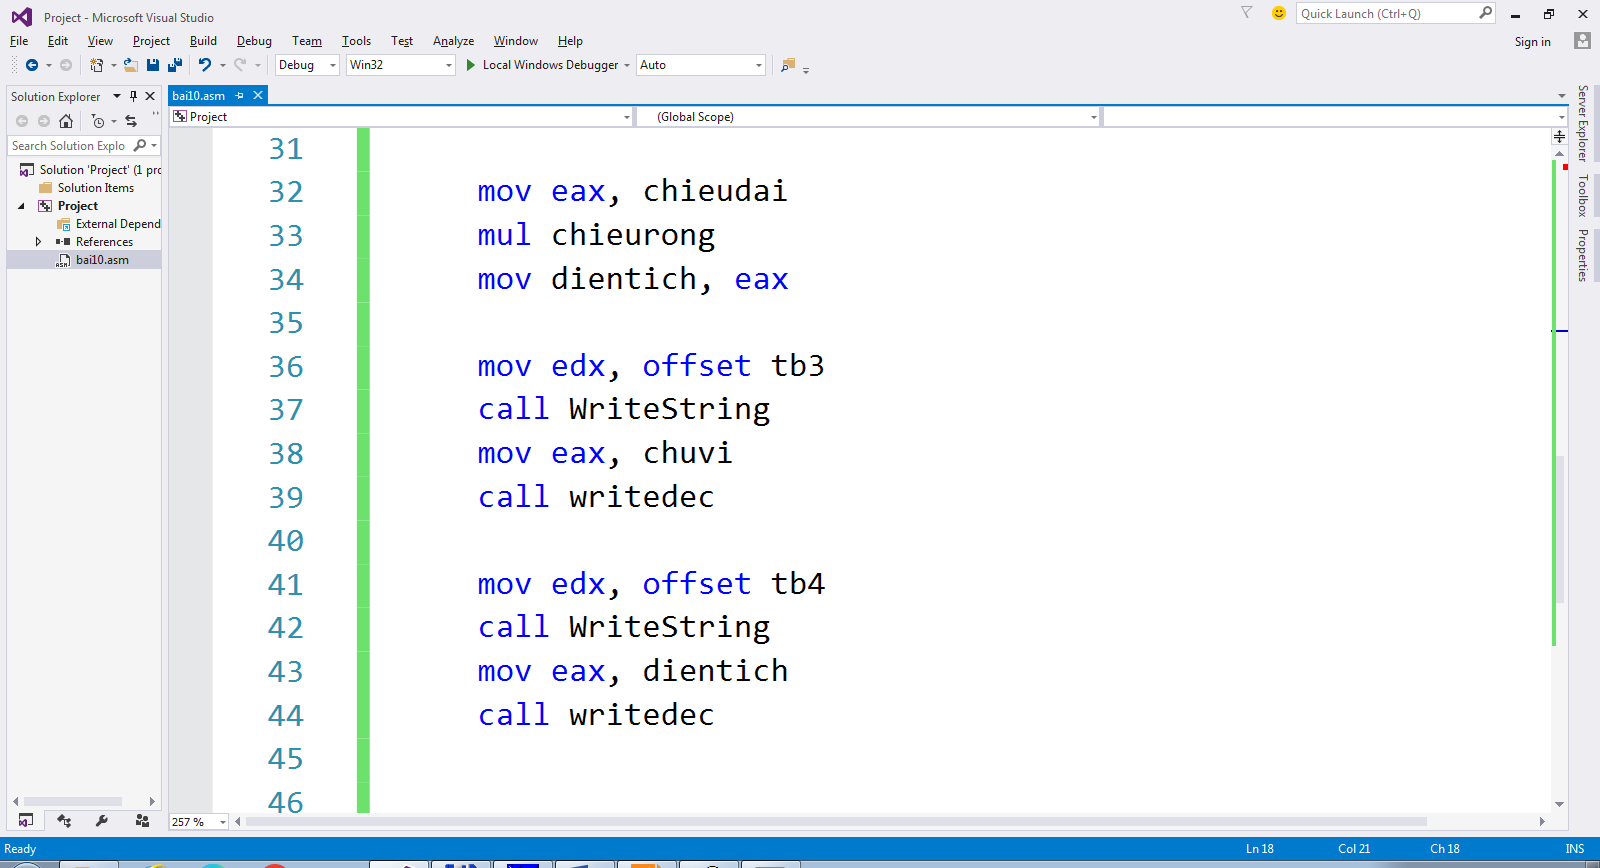 Project - Microsoft Visual Studio
Quick Launch (Ctrl+Q)
File Edit View Project Build Debug Team Tools Test Analyze Window Help
Sign in
Debug Win32 Local Windows Debugger Auto
Solution Explorer
Search Solution Explo
Solution 'Project' (1 pro
Solution Items
Project
External Depend
References
bai10.asm
bai10.asm
Project (Global Scope)
31
32 mov eax, chieudai
33 mul chieurong
34 mov dientich, eax
35
36 mov edx, offset tb3
37 call WriteString
38 mov eax, chuvi
39 call writedec
40
41 mov edx, offset tb4
42 call WriteString
43 mov eax, dientich
44 call writedec
45
46
257 %
Server Explorer
Toolbox
Properties
Ready Ln 18 Col 21 Ch 18 INS